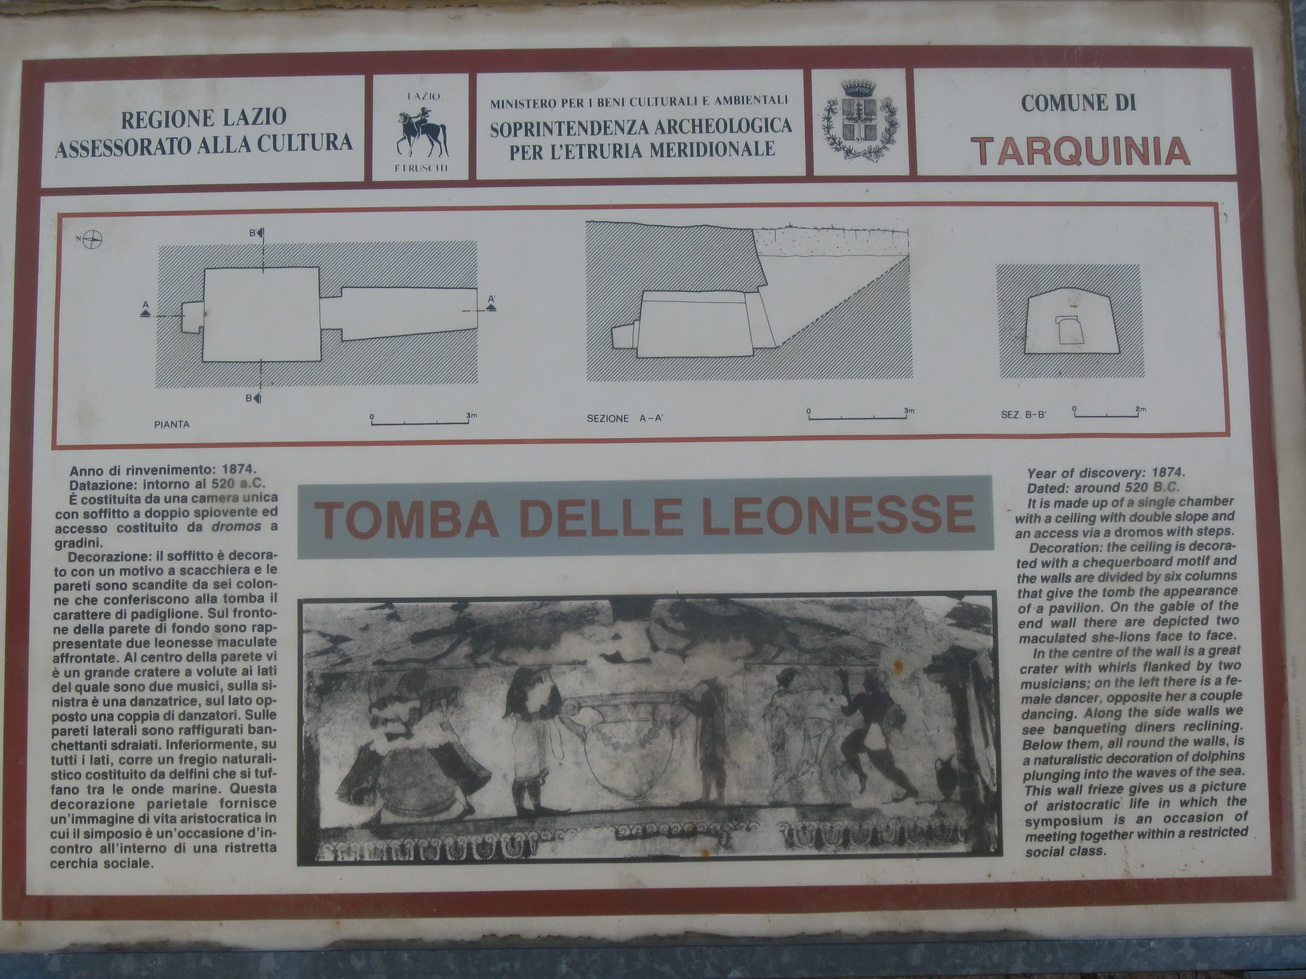 REGIONE LAZIO
ASSESSORATO ALLA CULTURA
LAZIO
ETRUSCHI
MINISTERO PER I BENI CULTURALI E AMBIENTALI
SOPRINTENDENZA ARCHEOLOGICA
PER L'ETRURIA MERIDIONALE
COMUNE DI
TARQUINIA
N
B
A
A'
B'
PIANTA
0 3m
SEZIONE A-A'
0 3m
SEZ. B-B'
0 2m
Anno di rinvenimento: 1874.
Datazione: intorno al 520 a.C.
È costituita da una camera unica
con soffitto a doppio spiovente ed
accesso costituito da dromos a
gradini.
Decorazione: il soffitto è decora-
to con un motivo a scacchiera e le
pareti sono scandite da sei colon-
ne che conferiscono alla tomba il
carattere di padiglione. Sul fronto-
ne della parete di fondo sono rap-
presentate due leonesse maculate
affrontate. Al centro della parete vi
è un grande cratere a volute ai lati
del quale sono due musici, sulla si-
nistra è una danzatrice, sul lato op-
posto una coppia di danzatori. Sulle
pareti laterali sono raffigurati ban-
chettanti sdraiati. Inferiormente, su
tutti i lati, corre un fregio naturali-
stico costituito da delfini che si tuf-
fano tra le onde marine. Questa
decorazione parietale fornisce
un'immagine di vita aristocratica in
cui il simposio è un'occasione d'in-
contro all'interno di una ristretta
cerchia sociale.
TOMBA DELLE LEONESSE
Year of discovery: 1874.
Dated: around 520 B.C.
It is made up of a single chamber
with a ceiling with double slope and
an access via a dromos with steps.
Decoration: the ceiling is decora-
ted with a chequerboard motif and
the walls are divided by six columns
that give the tomb the appearance
of a pavilion. On the gable of the
end wall there are depicted two
maculated she-lions face to face.
In the centre of the wall is a great
crater with whirls flanked by two
musicians; on the left there is a fe-
male dancer, opposite her a couple
dancing. Along the side walls we
see banqueting diners reclining.
Below them, all round the walls, is
a naturalistic decoration of dolphins
plunging into the waves of the sea.
This wall frieze gives us a picture
of aristocratic life in which the
symposium is an occasion of
meeting together within a restricted
social class.